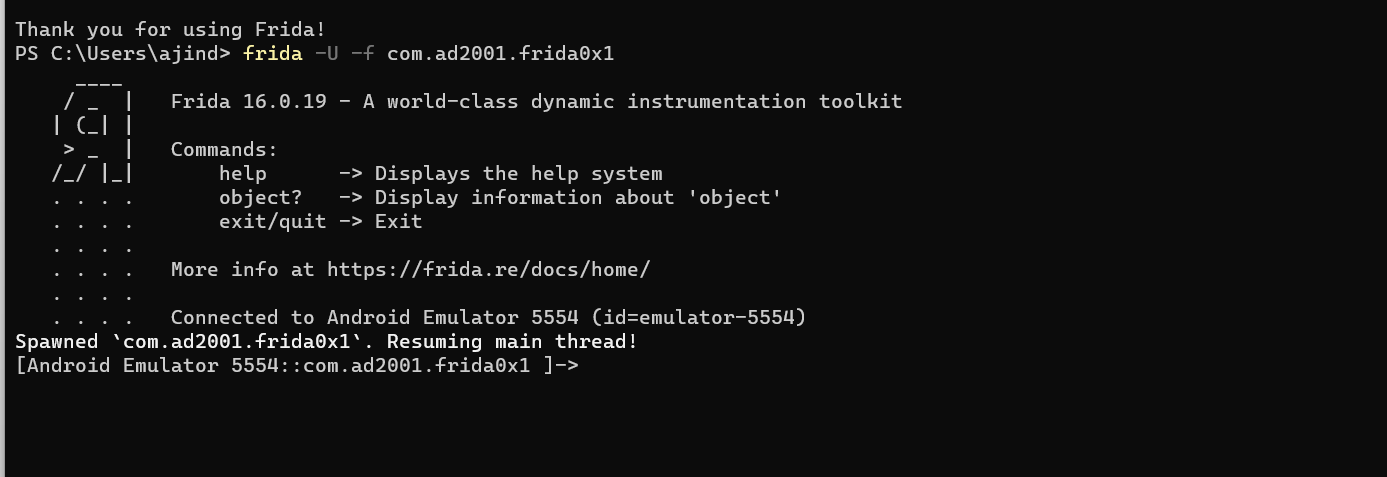 Thank you for using Frida!
PS C:\Users\ajind> frida -U -f com.ad2001.frida0x1
     ____
    / _  |   Frida 16.0.19 - A world-class dynamic instrumentation toolkit
   | (_| |
    > _  |   Commands:
   /_/ |_|       help      -> Displays the help system
   . . . .       object?   -> Display information about 'object'
   . . . .       exit/quit -> Exit
   . . . .
   . . . .   More info at https://frida.re/docs/home/
   . . . .
   . . . .   Connected to Android Emulator 5554 (id=emulator-5554)
Spawned `com.ad2001.frida0x1`. Resuming main thread!
[Android Emulator 5554::com.ad2001.frida0x1 ]->